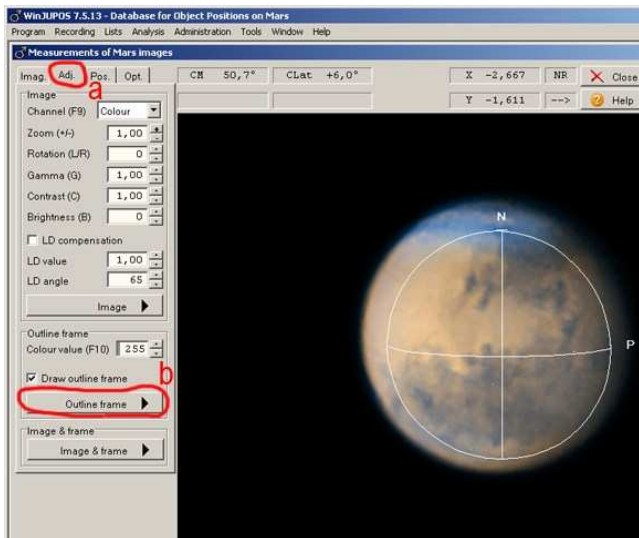 WinJUPOS 7.5.13 - Database for Object Positions on Mars
Program Recording Lists Analysis Administration Tools Window Help
Measurements of Mars images
Imag. Adj. Pos. Opt.
CM 50,7° CLat +6,0° X -2,667 NR Close
a
Y -1,611 --> Help
Image
Channel (F9) Colour
Zoom (+/-) 1,00
Rotation (L/R) 0
Gamma (G) 1,00
Contrast (C) 1,00
Brightness (B) 0
N
LD compensation
LD value 1,00
LD angle 65
Image
Outline frame
Colour value (F10) 255
P
Draw outline frame
b
Outline frame
Image & frame
Image & frame